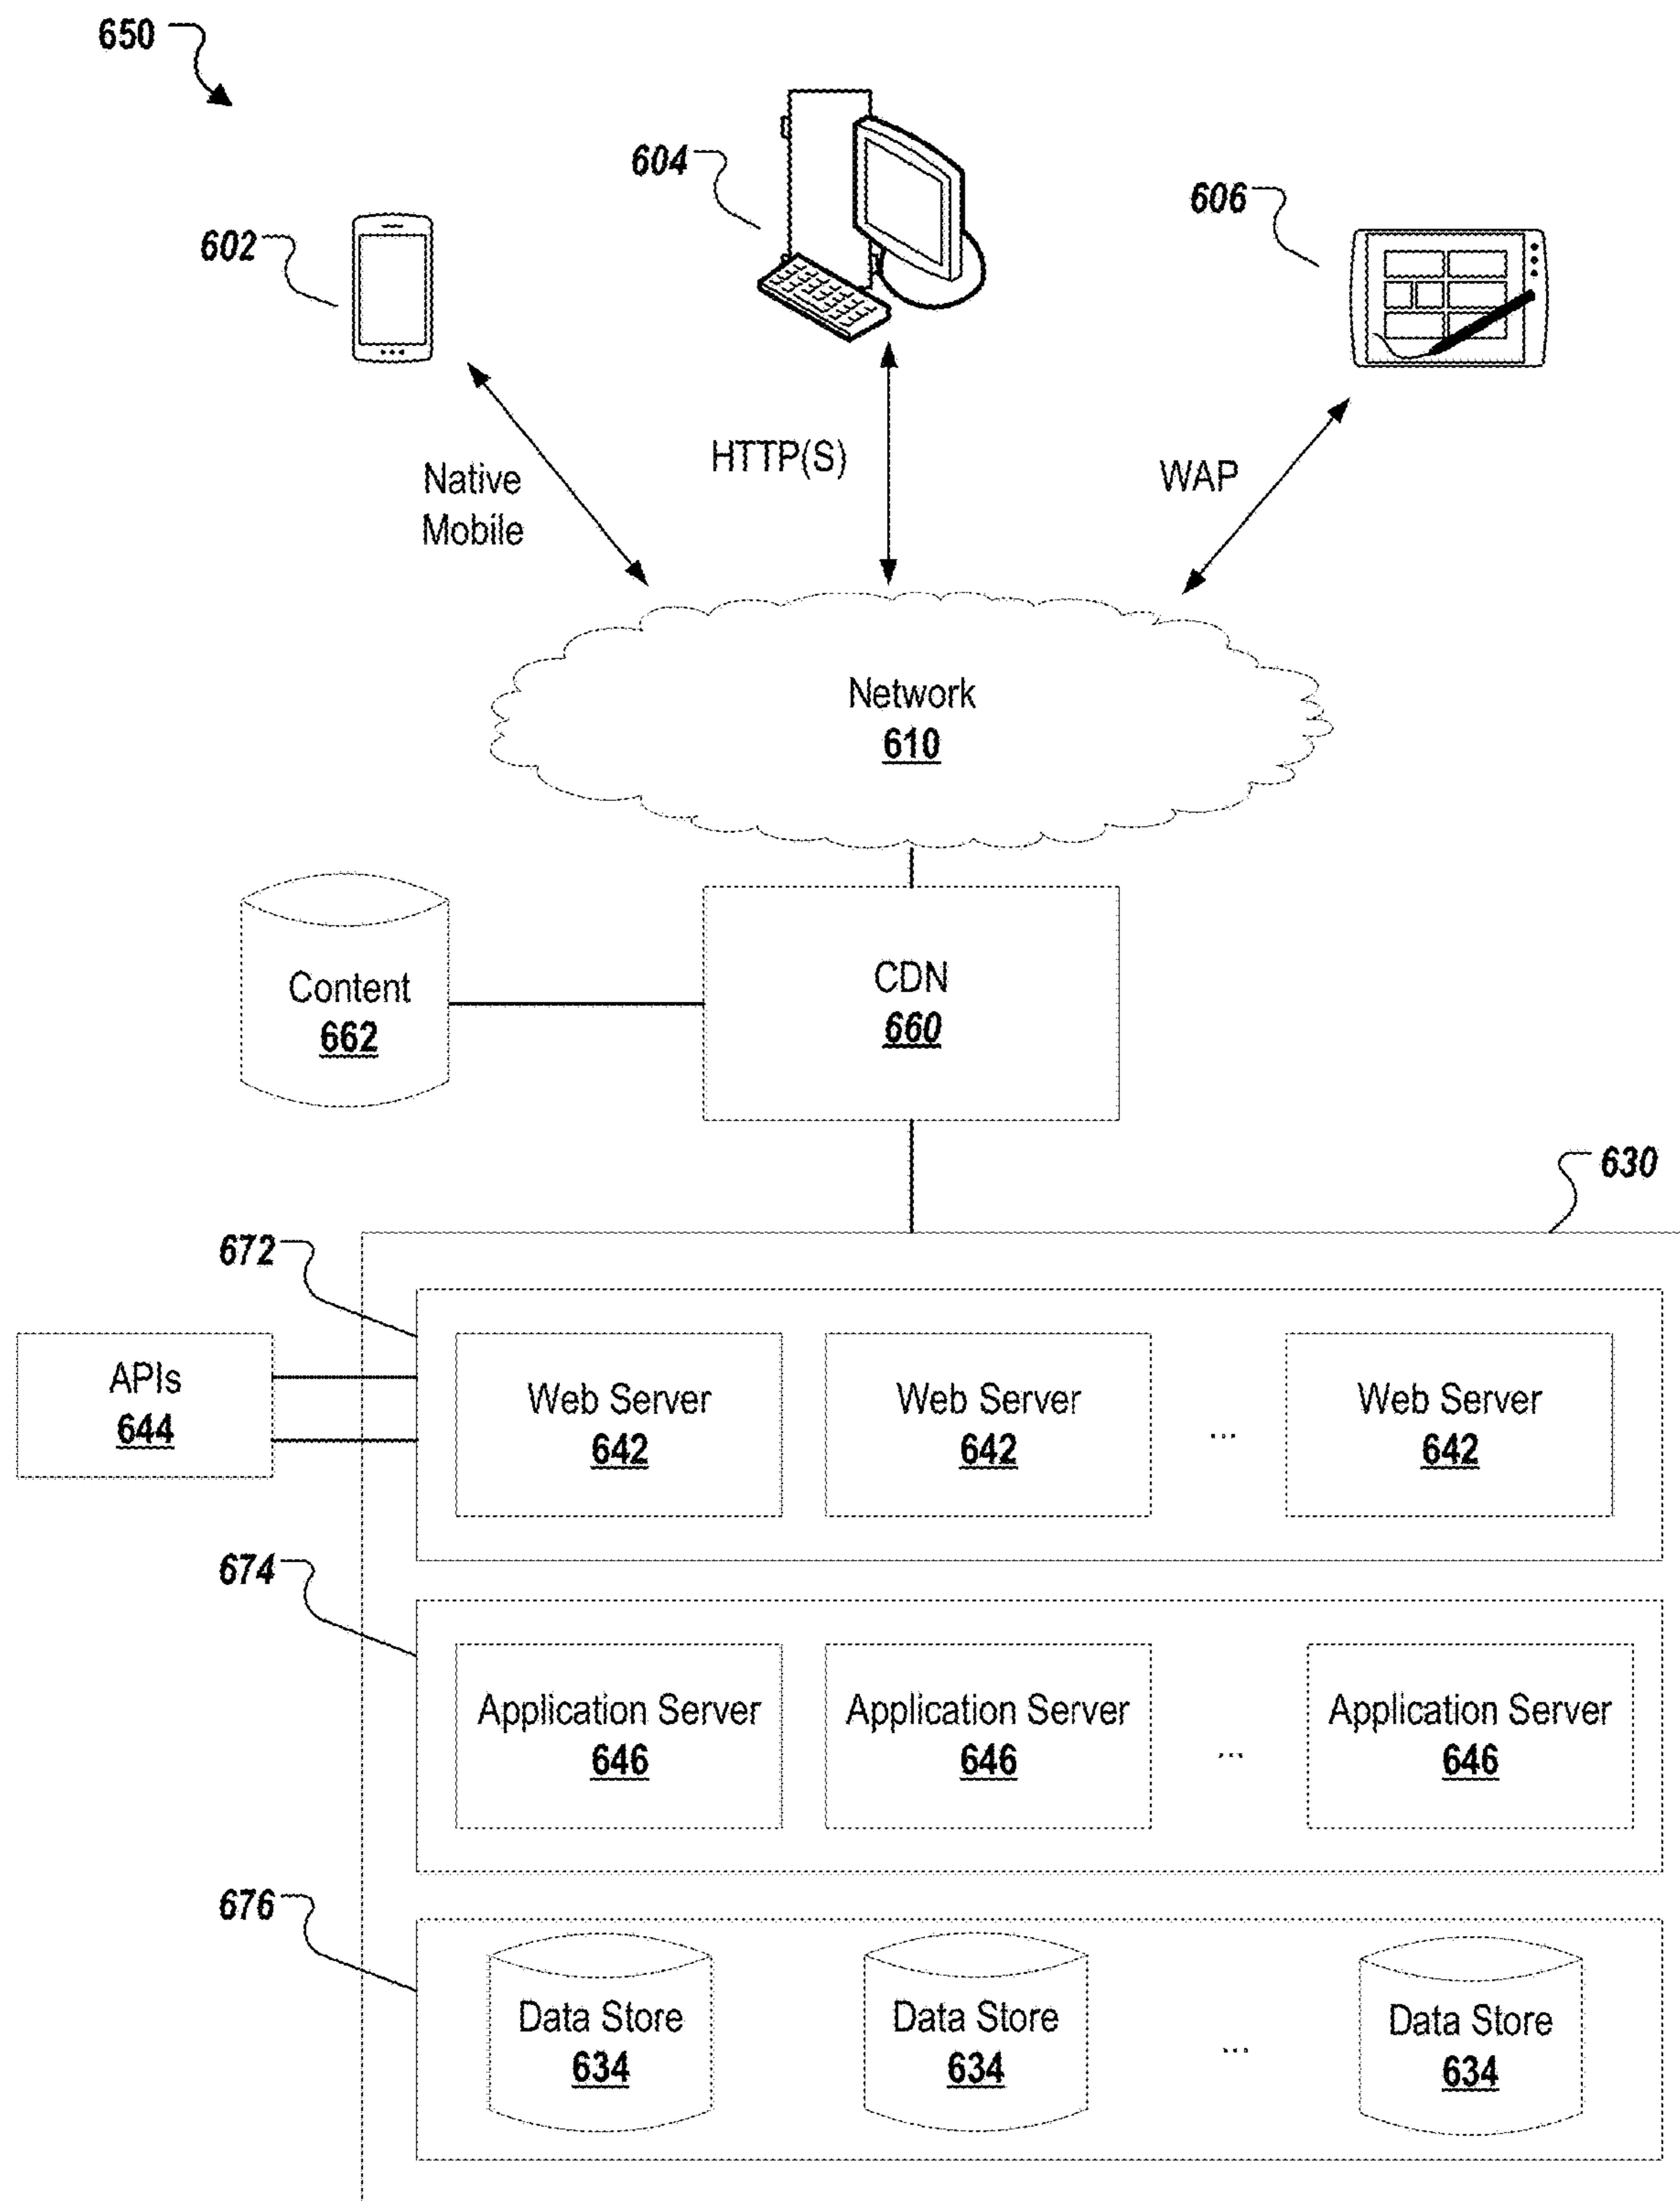 650
604
606
602
HTTP(S)
Native
Mobile
WAP
Network
610
Content
662
CDN
660
630
672
APIs
644
Web Server
642
Web Server
642
...
Web Server
642
674
Application Server
646
Application Server
646
...
Application Server
646
676
Data Store
634
Data Store
634
...
Data Store
634